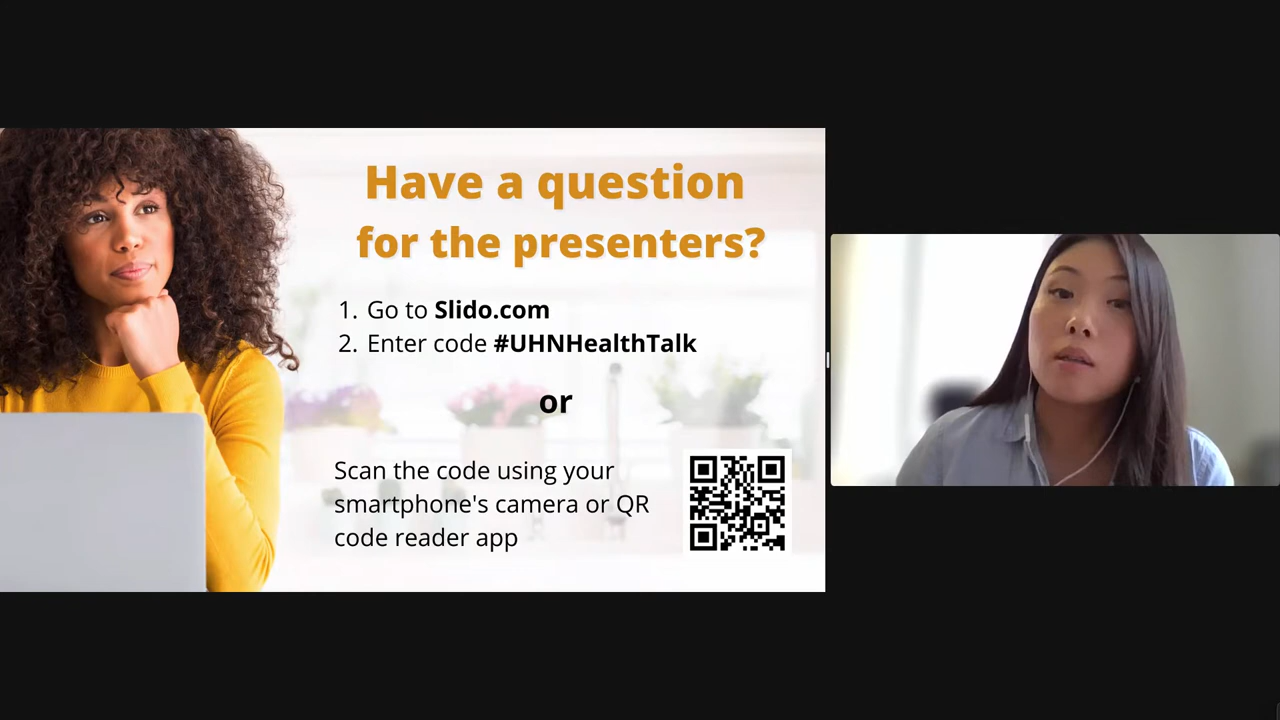 Have a question
for the presenters?
1. Go to Slido.com
2. Enter code #UHNHealthTalk
or
Scan the code using your
smartphone's camera or QR
code reader app